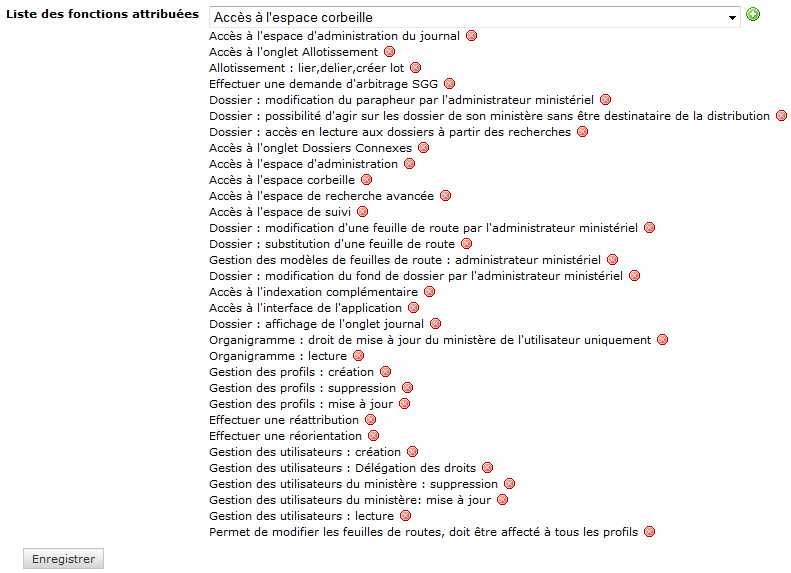 Liste des fonctions attribuées
Accès à l'espace corbeille
Accès à l'espace d'administration du journal
Accès à l'onglet Allotissement
Allotissement : lier,delier,créer lot
Effectuer une demande d'arbitrage SGG
Dossier : modification du parapheur par l'administrateur ministériel
Dossier : possibilité d'agir sur les dossier de son ministère sans être destinataire de la distribution
Dossier : accès en lecture aux dossiers à partir des recherches
Accès à l'onglet Dossiers Connexes
Accès à l'espace d'administration
Accès à l'espace corbeille
Accès à l'espace de recherche avancée
Accès à l'espace de suivi
Dossier : modification d'une feuille de route par l'administrateur ministériel
Dossier : substitution d'une feuille de route
Gestion des modèles de feuilles de route : administrateur ministériel
Dossier : modification du fond de dossier par l'administrateur ministériel
Accès à l'indexation complémentaire
Accès à l'interface de l'application
Dossier : affichage de l'onglet journal
Organigramme : droit de mise à jour du ministère de l'utilisateur uniquement
Organigramme : lecture
Gestion des profils : création
Gestion des profils : suppression
Gestion des profils : mise à jour
Effectuer une réattribution
Effectuer une réorientation
Gestion des utilisateurs : création
Gestion des utilisateurs : Délégation des droits
Gestion des utilisateurs du ministère : suppression
Gestion des utilisateurs du ministère: mise à jour
Gestion des utilisateurs : lecture
Permet de modifier les feuilles de routes, doit être affecté à tous les profils
Enregistrer